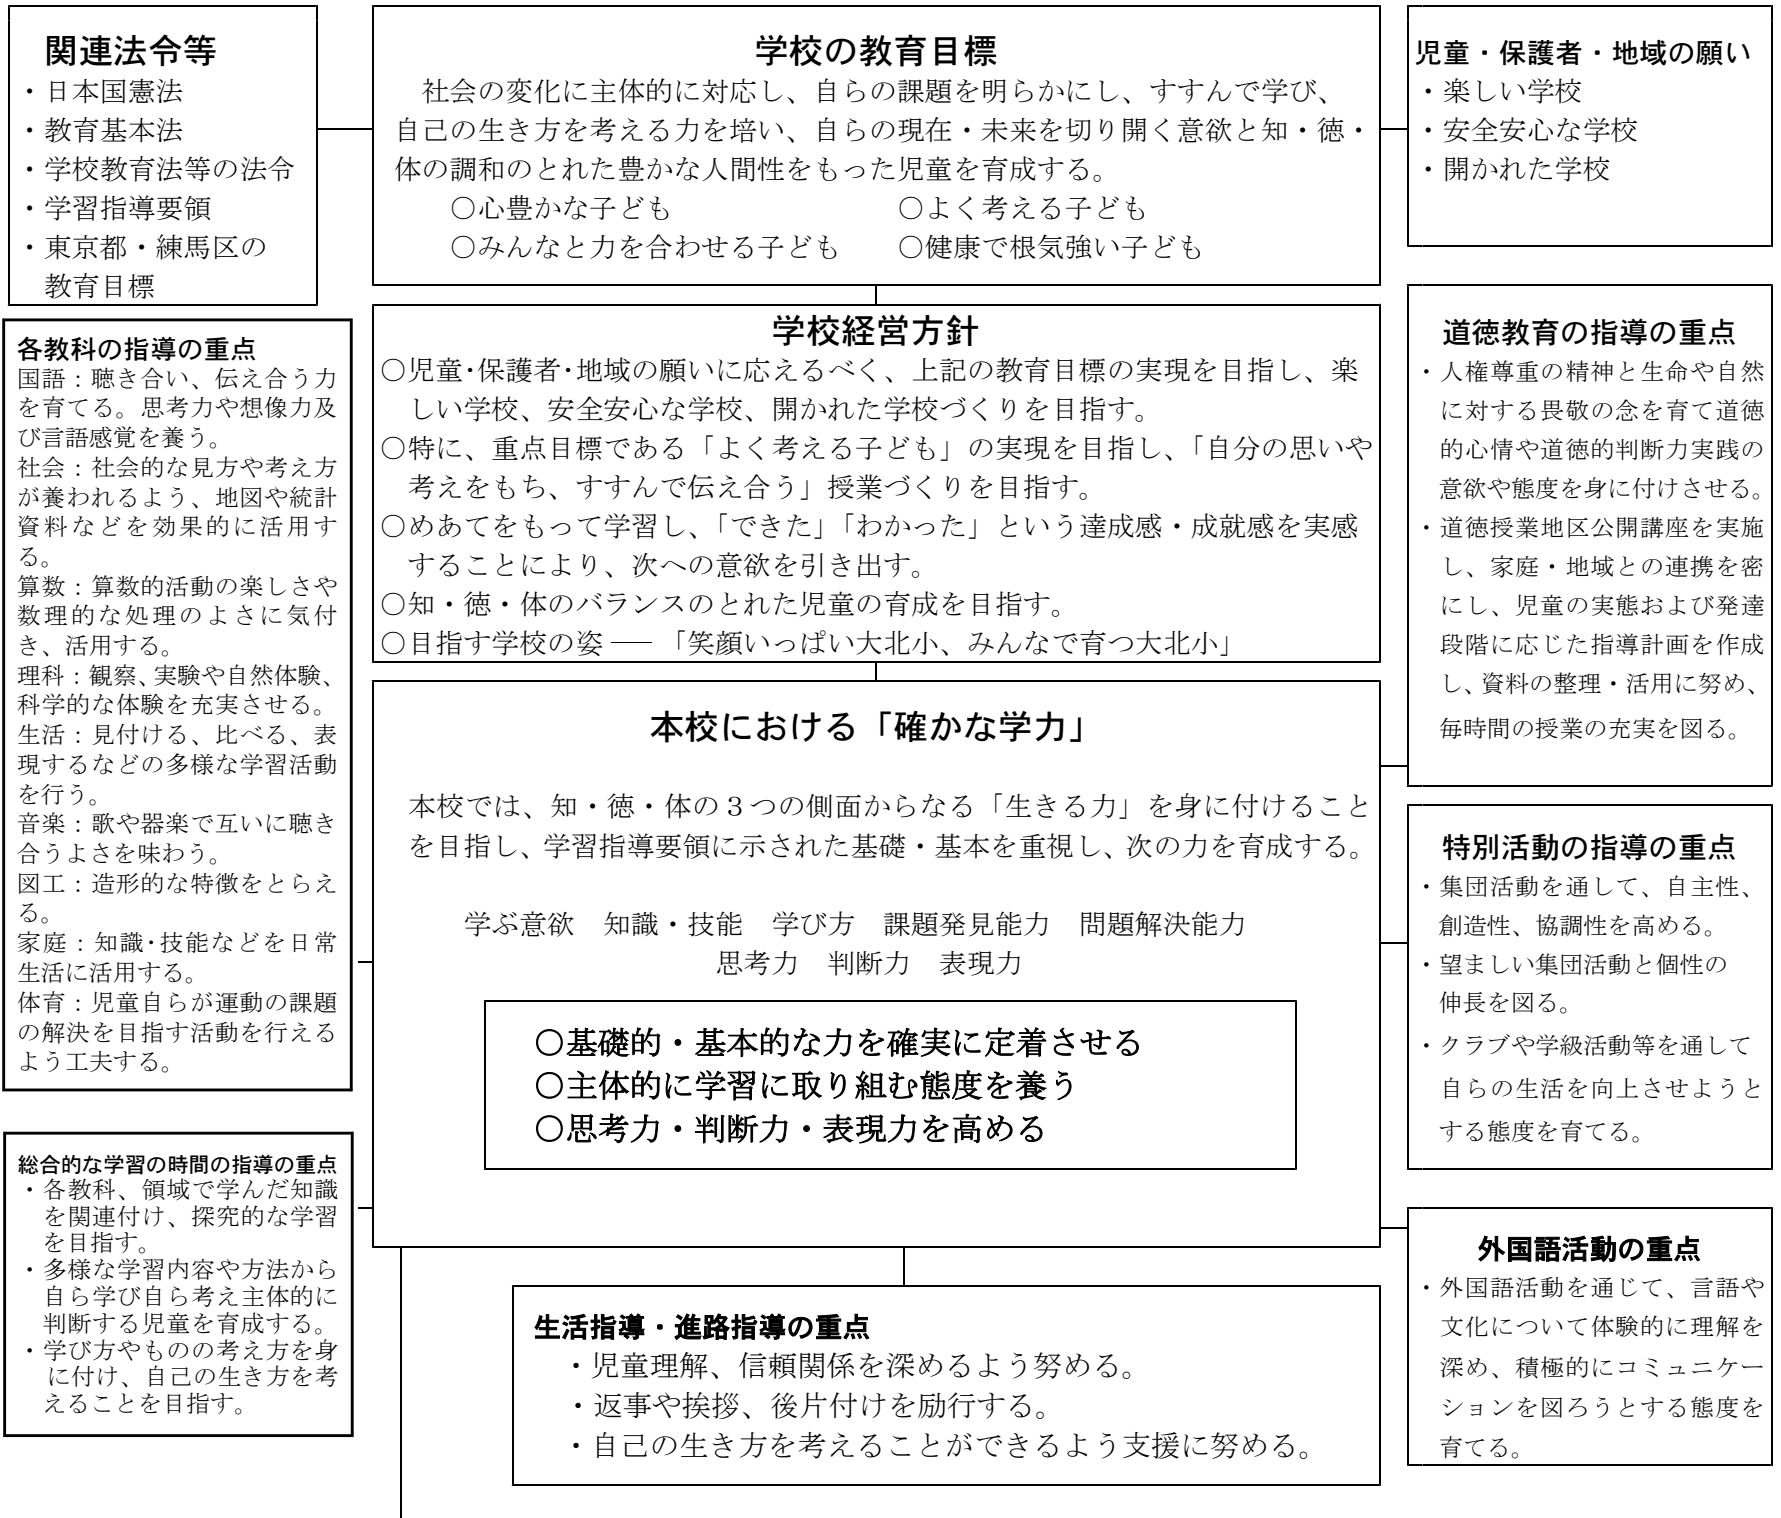 関連法令等
・日本国憲法
・教育基本法
・学校教育法等の法令
・学習指導要領
・東京都・練馬区の
教育目標
学校の教育目標
社会の変化に主体的に対応し、自らの課題を明らかにし、すすんで学び、
自己の生き方を考える力を培い、自らの現在・未来を切り開く意欲と知・徳・
体の調和のとれた豊かな人間性をもった児童を育成する。
○心豊かな子ども ○よく考える子ども
○みんなと力を合わせる子ども ○健康で根気強い子ども
児童・保護者・地域の願い
・楽しい学校
・安全安心な学校
・開かれた学校
学校経営方針
○児童・保護者・地域の願いに応えるべく、上記の教育目標の実現を目指し、楽
しい学校、安全安心な学校、開かれた学校づくりを目指す。
○特に、重点目標である「よく考える子ども」の実現を目指し、「自分の思いや
考えをもち、すすんで伝え合う」授業づくりを目指す。
○めあてをもって学習し、「できた」「わかった」という達成感・成就感を実感
することにより、次への意欲を引き出す。
○知・徳・体のバランスのとれた児童の育成を目指す。
○目指す学校の姿 ── 「笑顔いっぱい大北小、みんなで育つ大北小」
各教科の指導の重点
国語：聴き合い、伝え合う力
を育てる。思考力や想像力及
び言語感覚を養う。
社会：社会的な見方や考え方
が養われるよう、地図や統計
資料などを効果的に活用す
る。
算数：算数的活動の楽しさや
数理的な処理のよさに気付
き、活用する。
理科：観察、実験や自然体験、
科学的な体験を充実させる。
生活：見付ける、比べる、表
現するなどの多様な学習活動
を行う。
音楽：歌や器楽で互いに聴き
合うよさを味わう。
図工：造形的な特徴をとらえ
る。
家庭：知識・技能などを日常
生活に活用する。
体育：児童自らが運動の課題
の解決を目指す活動を行える
よう工夫する。
道徳教育の指導の重点
・人権尊重の精神と生命や自然
に対する畏敬の念を育て道徳
的心情や道徳的判断力実践の
意欲や態度を身に付けさせる。
・道徳授業地区公開講座を実施
し、家庭・地域との連携を密
にし、児童の実態および発達
段階に応じた指導計画を作成
し、資料の整理・活用に努め、
毎時間の授業の充実を図る。
本校における「確かな学力」
本校では、知・徳・体の３つの側面からなる「生きる力」を身に付けること
を目指し、学習指導要領に示された基礎・基本を重視し、次の力を育成する。
学ぶ意欲 知識・技能 学び方 課題発見能力 問題解決能力
思考力 判断力 表現力
○基礎的・基本的な力を確実に定着させる
○主体的に学習に取り組む態度を養う
○思考力・判断力・表現力を高める
特別活動の指導の重点
・集団活動を通して、自主性、
創造性、協調性を高める。
・望ましい集団活動と個性の
伸長を図る。
・クラブや学級活動等を通して
自らの生活を向上させようと
する態度を育てる。
総合的な学習の時間の指導の重点
・各教科、領域で学んだ知識
を関連付け、探究的な学習
を目指す。
・多様な学習内容や方法から
自ら学び自ら考え主体的に
判断する児童を育成する。
・学び方やものの考え方を身
に付け、自己の生き方を考
えることを目指す。
生活指導・進路指導の重点
・児童理解、信頼関係を深めるよう努める。
・返事や挨拶、後片付けを励行する。
・自己の生き方を考えることができるよう支援に努める。
外国語活動の重点
・外国語活動を通じて、言語や
文化について体験的に理解を
深め、積極的にコミュニケー
ションを図ろうとする態度を
育てる。